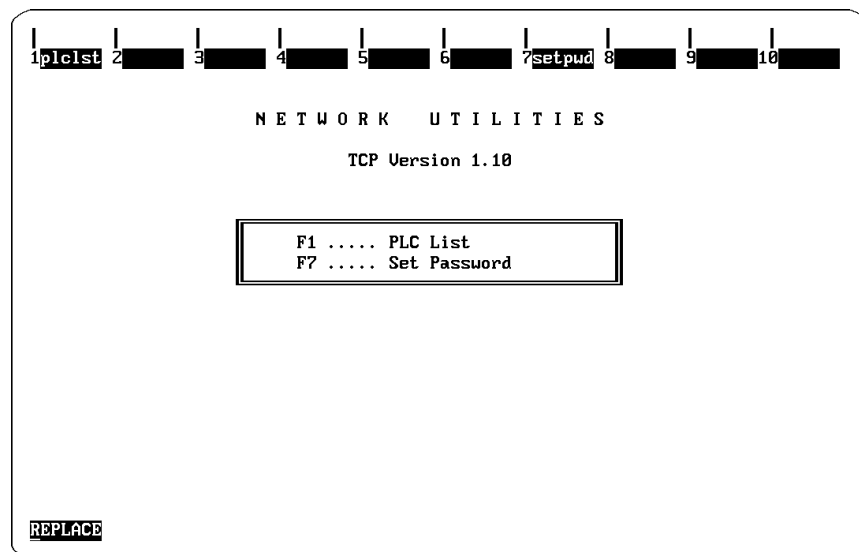 1plclst 2 3 4 5 6 7setpwd 8 9 10
N E T W O R K   U T I L I T I E S
TCP Version 1.10
F1 ..... PLC List
F7 ..... Set Password
REPLACE